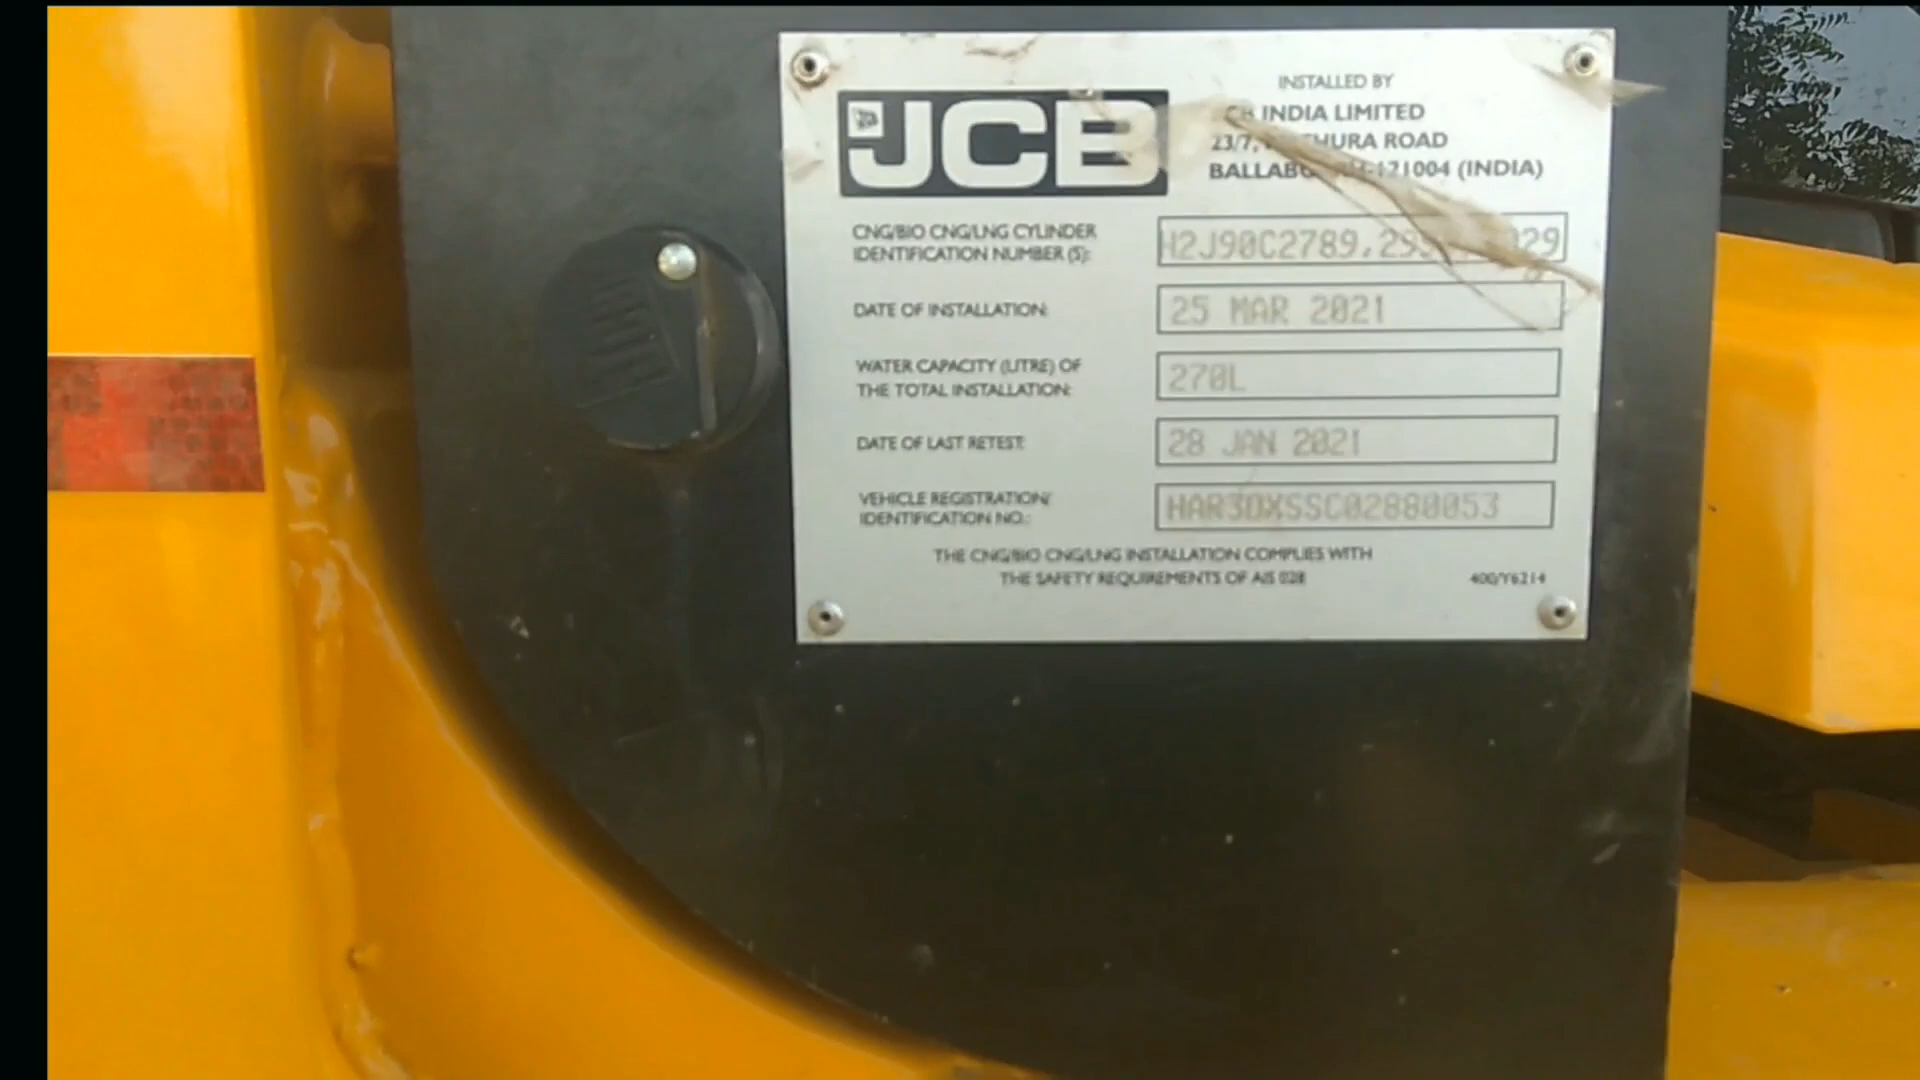 JCB
INSTALLED BY
INDIA LIMITED
ROAD
(INDIA)
CNG/BIO CNG/LNG CYLINDER
IDENTIFICATION NUMBER (S):
DATE OF INSTALLATION:
25 MAR 2021
WATER CAPACITY (LITRE) OF
THE TOTAL INSTALLATION:
270L
DATE OF LAST RETEST:
28 JAN 2021
VEHICLE REGISTRATION/
IDENTIFICATION NO.:
HAR3DXSSC02880053
THE CNG/BIO CNG/LNG INSTALLATION COMPLIES WITH
THE SAFETY REQUIREMENTS OF AIS 028
400/Y6214